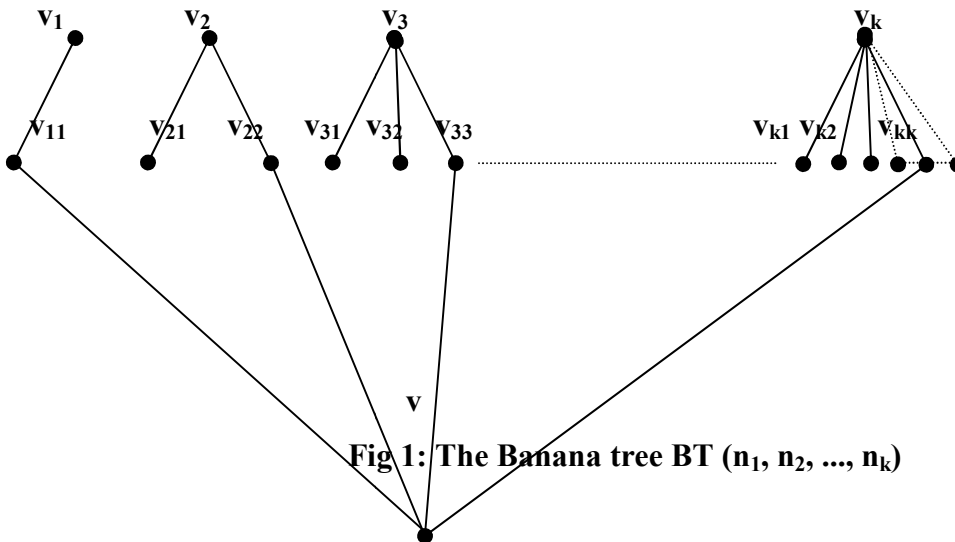 v₁ v₂ v₃ vₖ
v₁₁ v₂₁ v₂₂ v₃₁ v₃₂ v₃₃ vₖ₁ vₖ₂ vₖₖ
v
Fig 1: The Banana tree BT (n₁, n₂, ..., nₖ)